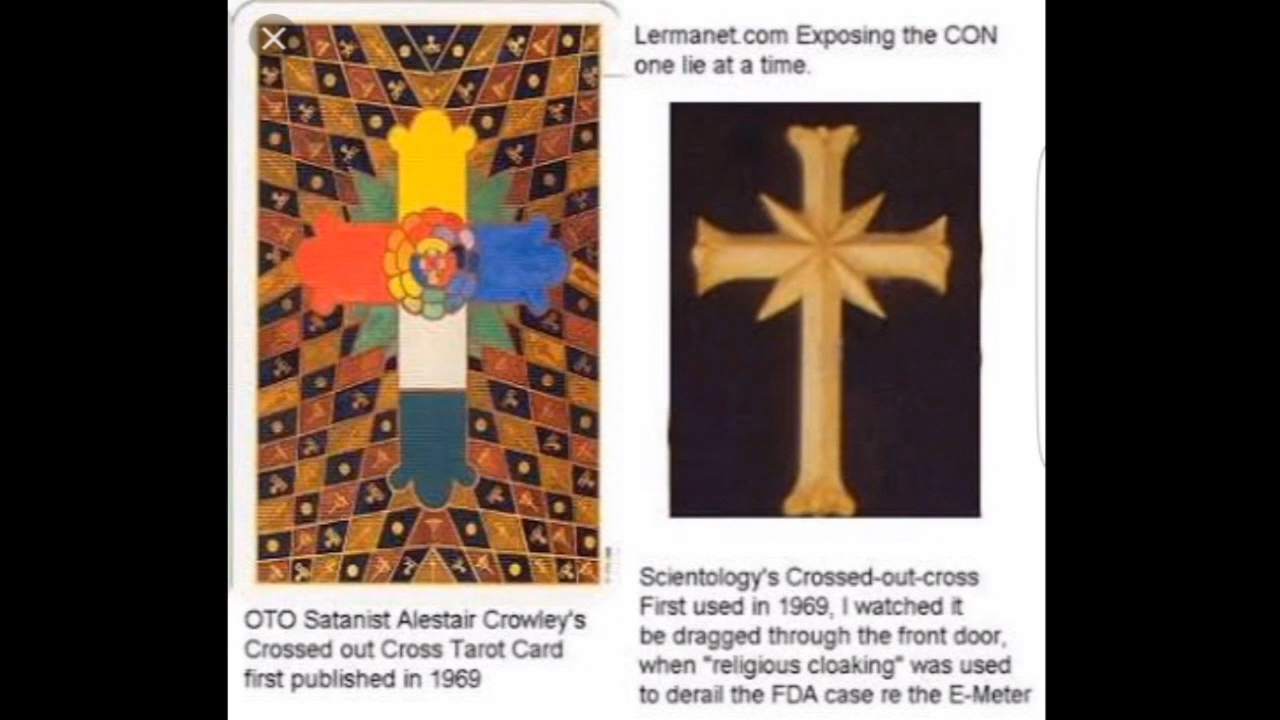 Lermanet.com Exposing the CON
one lie at a time.
OTO Satanist Alestair Crowley's
Crossed out Cross Tarot Card
first published in 1969
Scientology's Crossed-out-cross
First used in 1969, I watched it
be dragged through the front door,
when "religious cloaking" was used
to derail the FDA case re the E-Meter